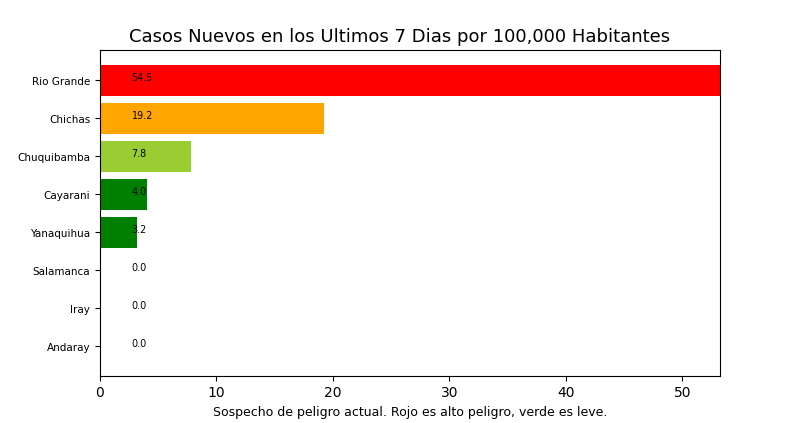 Casos Nuevos en los Ultimos 7 Dias por 100,000 Habitantes
Rio Grande 54.5
Chichas 19.2
Chuquibamba 7.8
Cayarani 4.0
Yanaquihua 3.2
Salamanca 0.0
Iray 0.0
Andaray 0.0
0 10 20 30 40 50
Sospecho de peligro actual. Rojo es alto peligro, verde es leve.